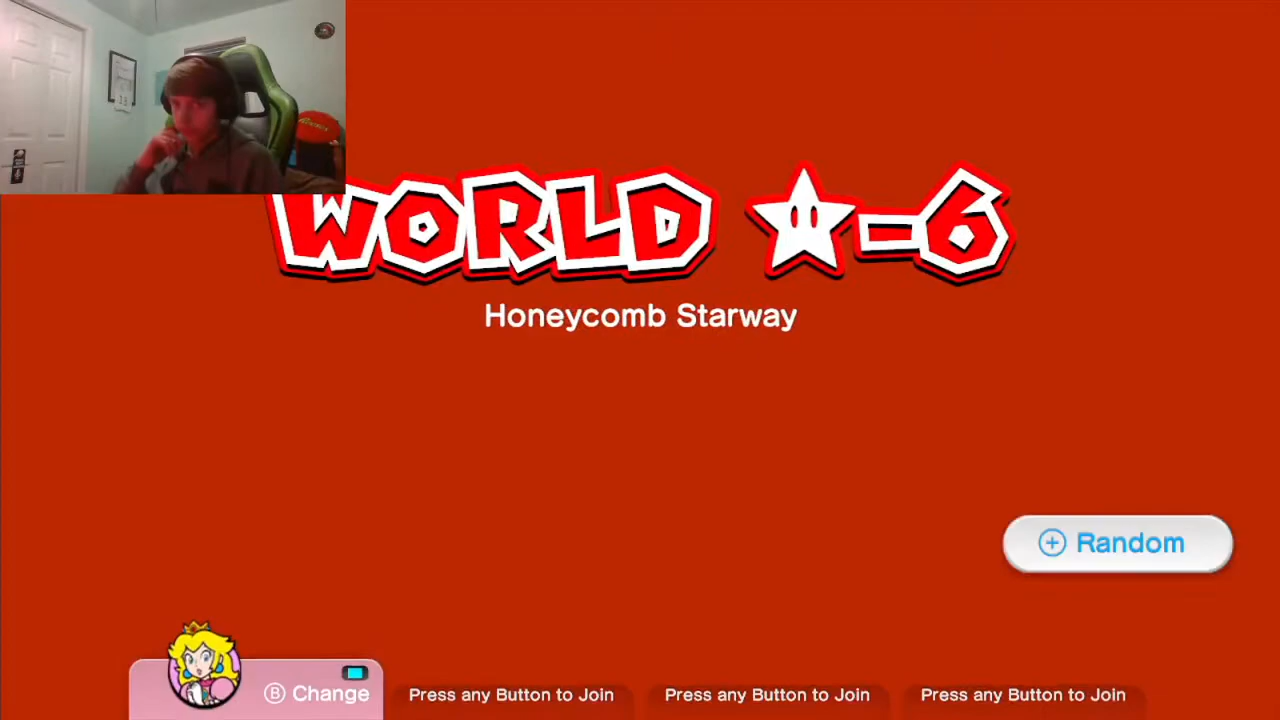 WORLD ★-6
Honeycomb Starway
⊕ Random
Ⓑ Change
Press any Button to Join
Press any Button to Join
Press any Button to Join